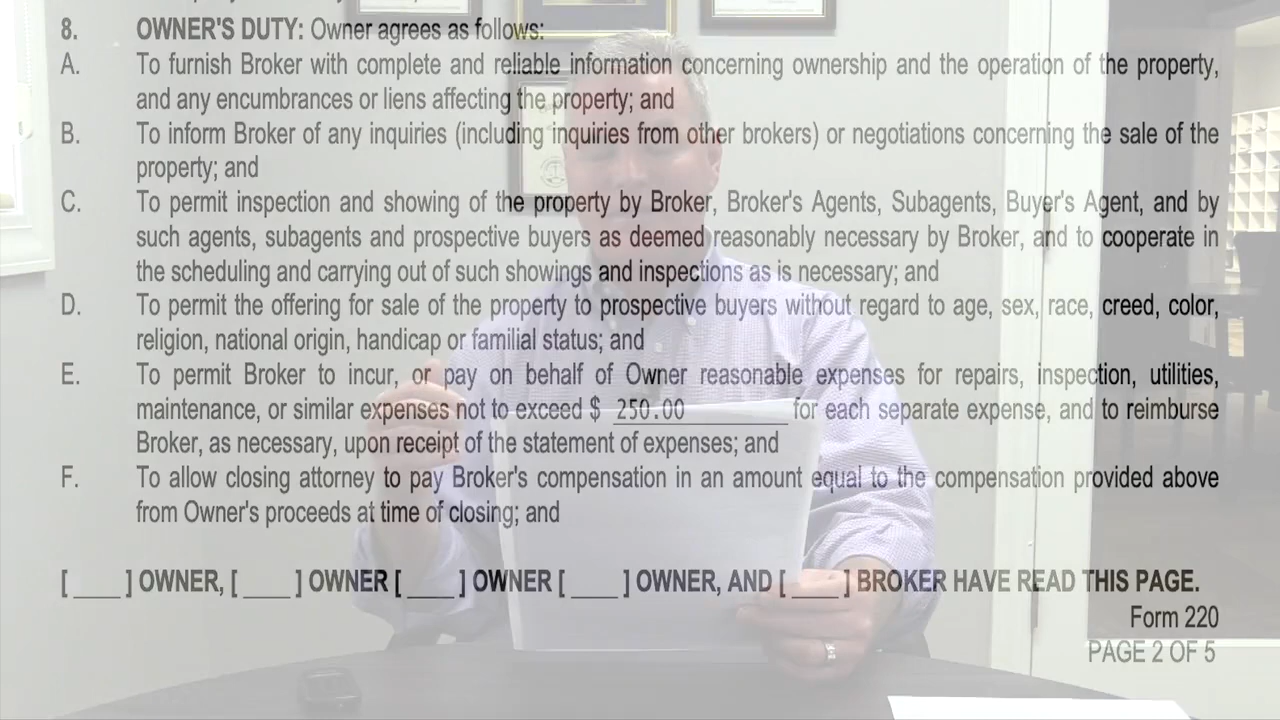 8. OWNER'S DUTY: Owner agrees as follows:
A. To furnish Broker with complete and reliable information concerning ownership and the operation of the property,
and any encumbrances or liens affecting the property; and
B. To inform Broker of any inquiries (including inquiries from other brokers) or negotiations concerning the sale of the
property; and
C. To permit inspection and showing of the property by Broker, Broker's Agents, Subagents, Buyer's Agent, and by
such agents, subagents and prospective buyers as deemed reasonably necessary by Broker, and to cooperate in
the scheduling and carrying out of such showings and inspections as is necessary; and
D. To permit the offering for sale of the property to prospective buyers without regard to age, sex, race, creed, color,
religion, national origin, handicap or familial status; and
E. To permit Broker to incur, or pay on behalf of Owner reasonable expenses for repairs, inspection, utilities,
maintenance, or similar expenses not to exceed $ 250.00 for each separate expense, and to reimburse
Broker, as necessary, upon receipt of the statement of expenses; and
F. To allow closing attorney to pay Broker's compensation in an amount equal to the compensation provided above
from Owner's proceeds at time of closing; and
[ ____ ] OWNER, [ ____ ] OWNER [ ____ ] OWNER [ ____ ] OWNER, AND [ ____ ] BROKER HAVE READ THIS PAGE.
Form 220
PAGE 2 OF 5